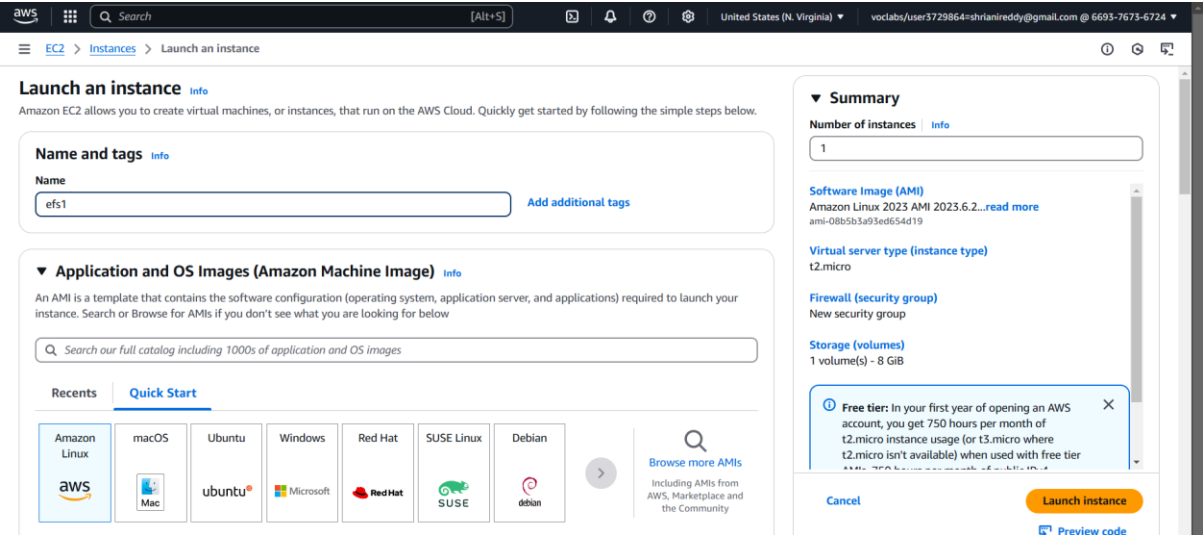 aws
Search
[Alt+S]
United States (N. Virginia) ▼
voclabs/user3729864=shrianireddy@gmail.com @ 6693-7673-6724 ▼
EC2 > Instances > Launch an instance
Launch an instance Info
Amazon EC2 allows you to create virtual machines, or instances, that run on the AWS Cloud. Quickly get started by following the simple steps below.
Name and tags Info
Name
efs1
Add additional tags
▼ Application and OS Images (Amazon Machine Image) Info
An AMI is a template that contains the software configuration (operating system, application server, and applications) required to launch your
instance. Search or Browse for AMIs if you don't see what you are looking for below
Search our full catalog including 1000s of application and OS images
Recents
Quick Start
Amazon
Linux
aws
macOS
Mac
Ubuntu
ubuntu®
Windows
Microsoft
Red Hat
Red Hat
SUSE Linux
SUSE
Debian
debian
Browse more AMIs
Including AMIs from
AWS, Marketplace and
the Community
▼ Summary
Number of instances Info
1
Software Image (AMI)
Amazon Linux 2023 AMI 2023.6.2...read more
ami-08b5b3a93ed654d19
Virtual server type (instance type)
t2.micro
Firewall (security group)
New security group
Storage (volumes)
1 volume(s) - 8 GiB
Free tier: In your first year of opening an AWS
account, you get 750 hours per month of
t2.micro instance usage (or t3.micro where
t2.micro isn't available) when used with free tier
AMIs, 750 hours per month of public IPv4
Cancel
Launch instance
Preview code